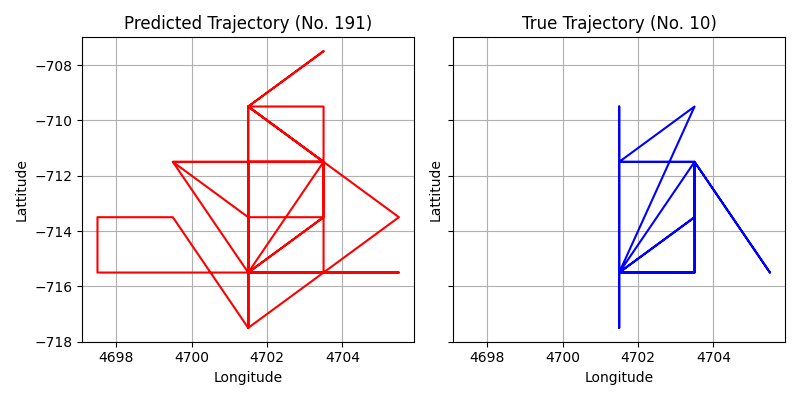 Predicted Trajectory (No. 191)
True Trajectory (No. 10)
Lattitude
−708
−710
−712
−714
−716
−718
4698
4700
4702
4704
Longitude
Lattitude
4698
4700
4702
4704
Longitude